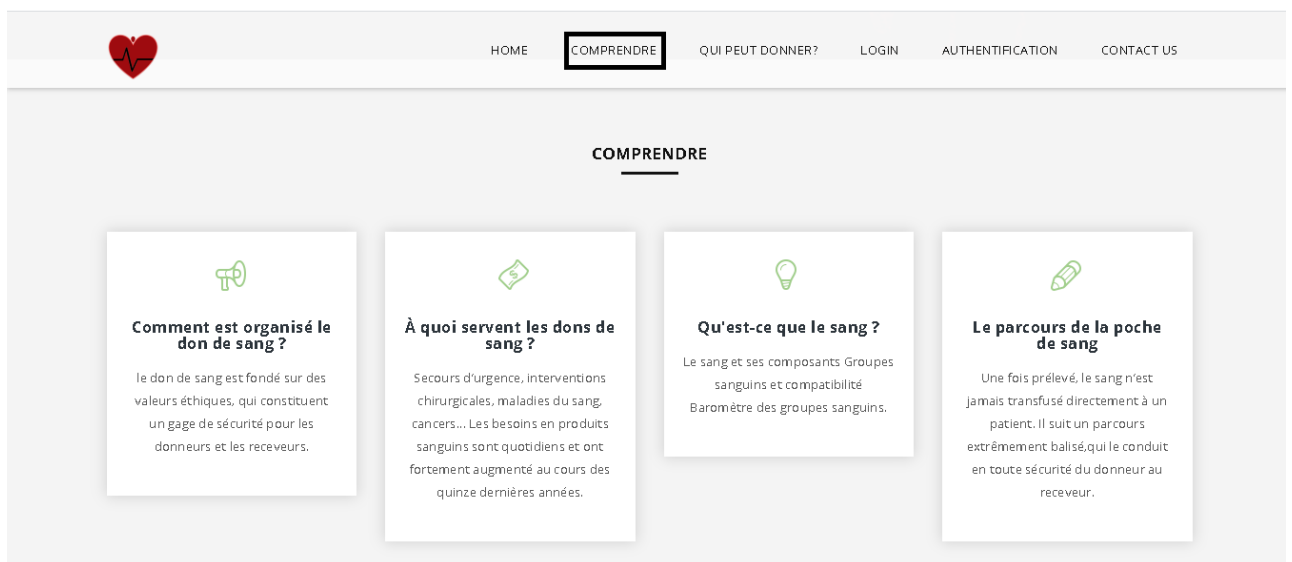 HOME COMPRENDRE QUI PEUT DONNER? LOGIN AUTHENTIFICATION CONTACT US
COMPRENDRE
Comment est organisé le
don de sang ?
le don de sang est fondé sur des
valeurs éthiques, qui constituent
un gage de sécurité pour les
donneurs et les receveurs.
À quoi servent les dons de
sang ?
Secours d’urgence, interventions
chirurgicales, maladies du sang,
cancers... Les besoins en produits
sanguins sont quotidiens et ont
fortement augmenté au cours des
quinze dernières années.
Qu'est-ce que le sang ?
Le sang et ses composants Groupes
sanguins et compatibilité
Baromètre des groupes sanguins.
Le parcours de la poche
de sang
Une fois prélevé, le sang n’est
jamais transfusé directement à un
patient. Il suit un parcours
extrêmement balisé,qui le conduit
en toute sécurité du donneur au
receveur.